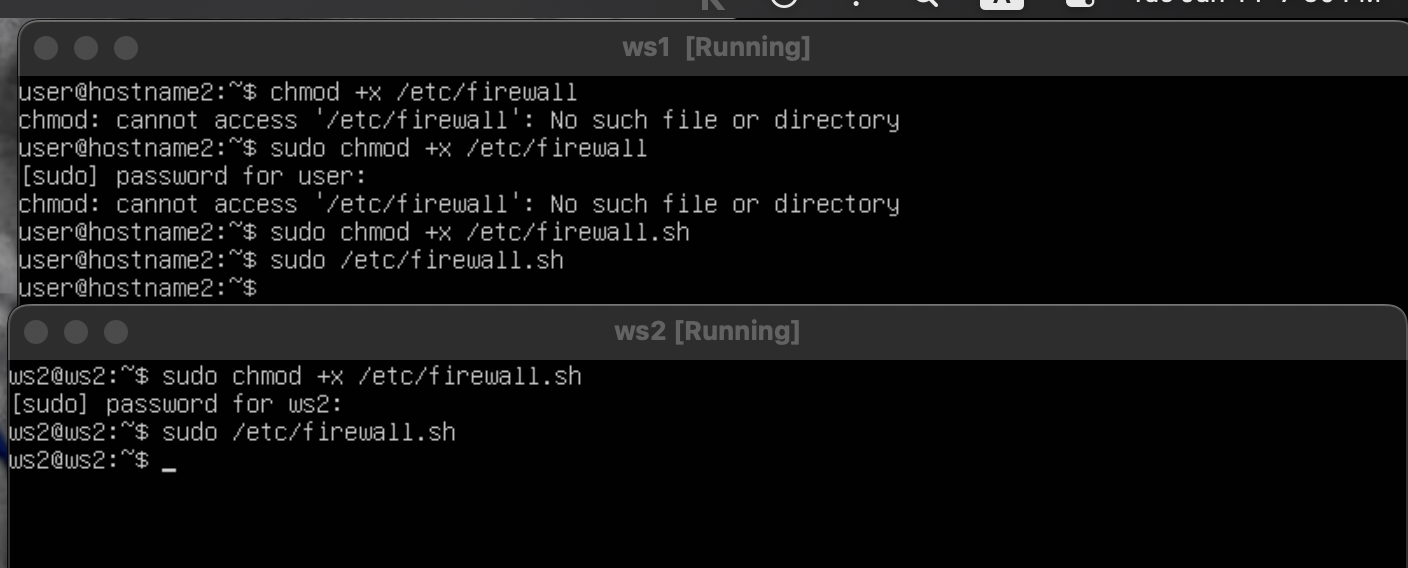 ws1 [Running]
user@hostname2:~$ chmod +x /etc/firewall
chmod: cannot access '/etc/firewall': No such file or directory
user@hostname2:~$ sudo chmod +x /etc/firewall
[sudo] password for user:
chmod: cannot access '/etc/firewall': No such file or directory
user@hostname2:~$ sudo chmod +x /etc/firewall.sh
user@hostname2:~$ sudo /etc/firewall.sh
user@hostname2:~$
ws2 [Running]
ws2@ws2:~$ sudo chmod +x /etc/firewall.sh
[sudo] password for ws2:
ws2@ws2:~$ sudo /etc/firewall.sh
ws2@ws2:~$ _